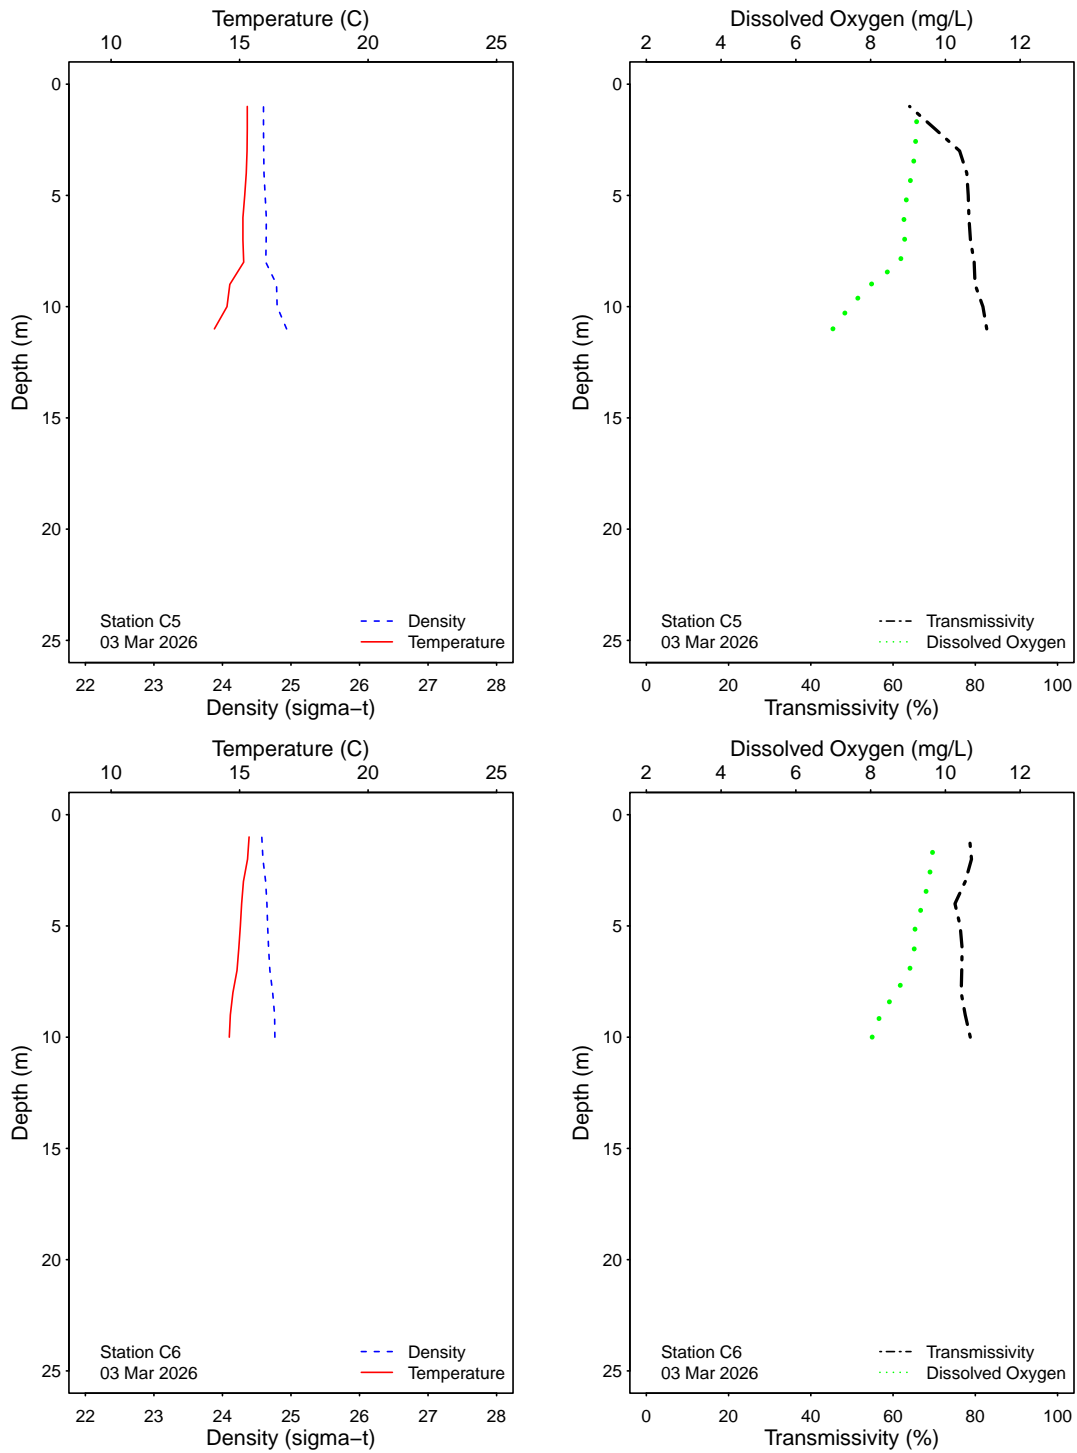 Temperature (C)
10 15 20 25
0
5
10
15
20
25
Depth (m)
Station C5
03 Mar 2026
Density
Temperature
22 23 24 25 26 27 28
Density (sigma−t)
Dissolved Oxygen (mg/L)
2 4 6 8 10 12
0
5
10
15
20
25
Depth (m)
Station C5
03 Mar 2026
Transmissivity
Dissolved Oxygen
0 20 40 60 80 100
Transmissivity (%)
Temperature (C)
10 15 20 25
0
5
10
15
20
25
Depth (m)
Station C6
03 Mar 2026
Density
Temperature
22 23 24 25 26 27 28
Density (sigma−t)
Dissolved Oxygen (mg/L)
2 4 6 8 10 12
0
5
10
15
20
25
Depth (m)
Station C6
03 Mar 2026
Transmissivity
Dissolved Oxygen
0 20 40 60 80 100
Transmissivity (%)